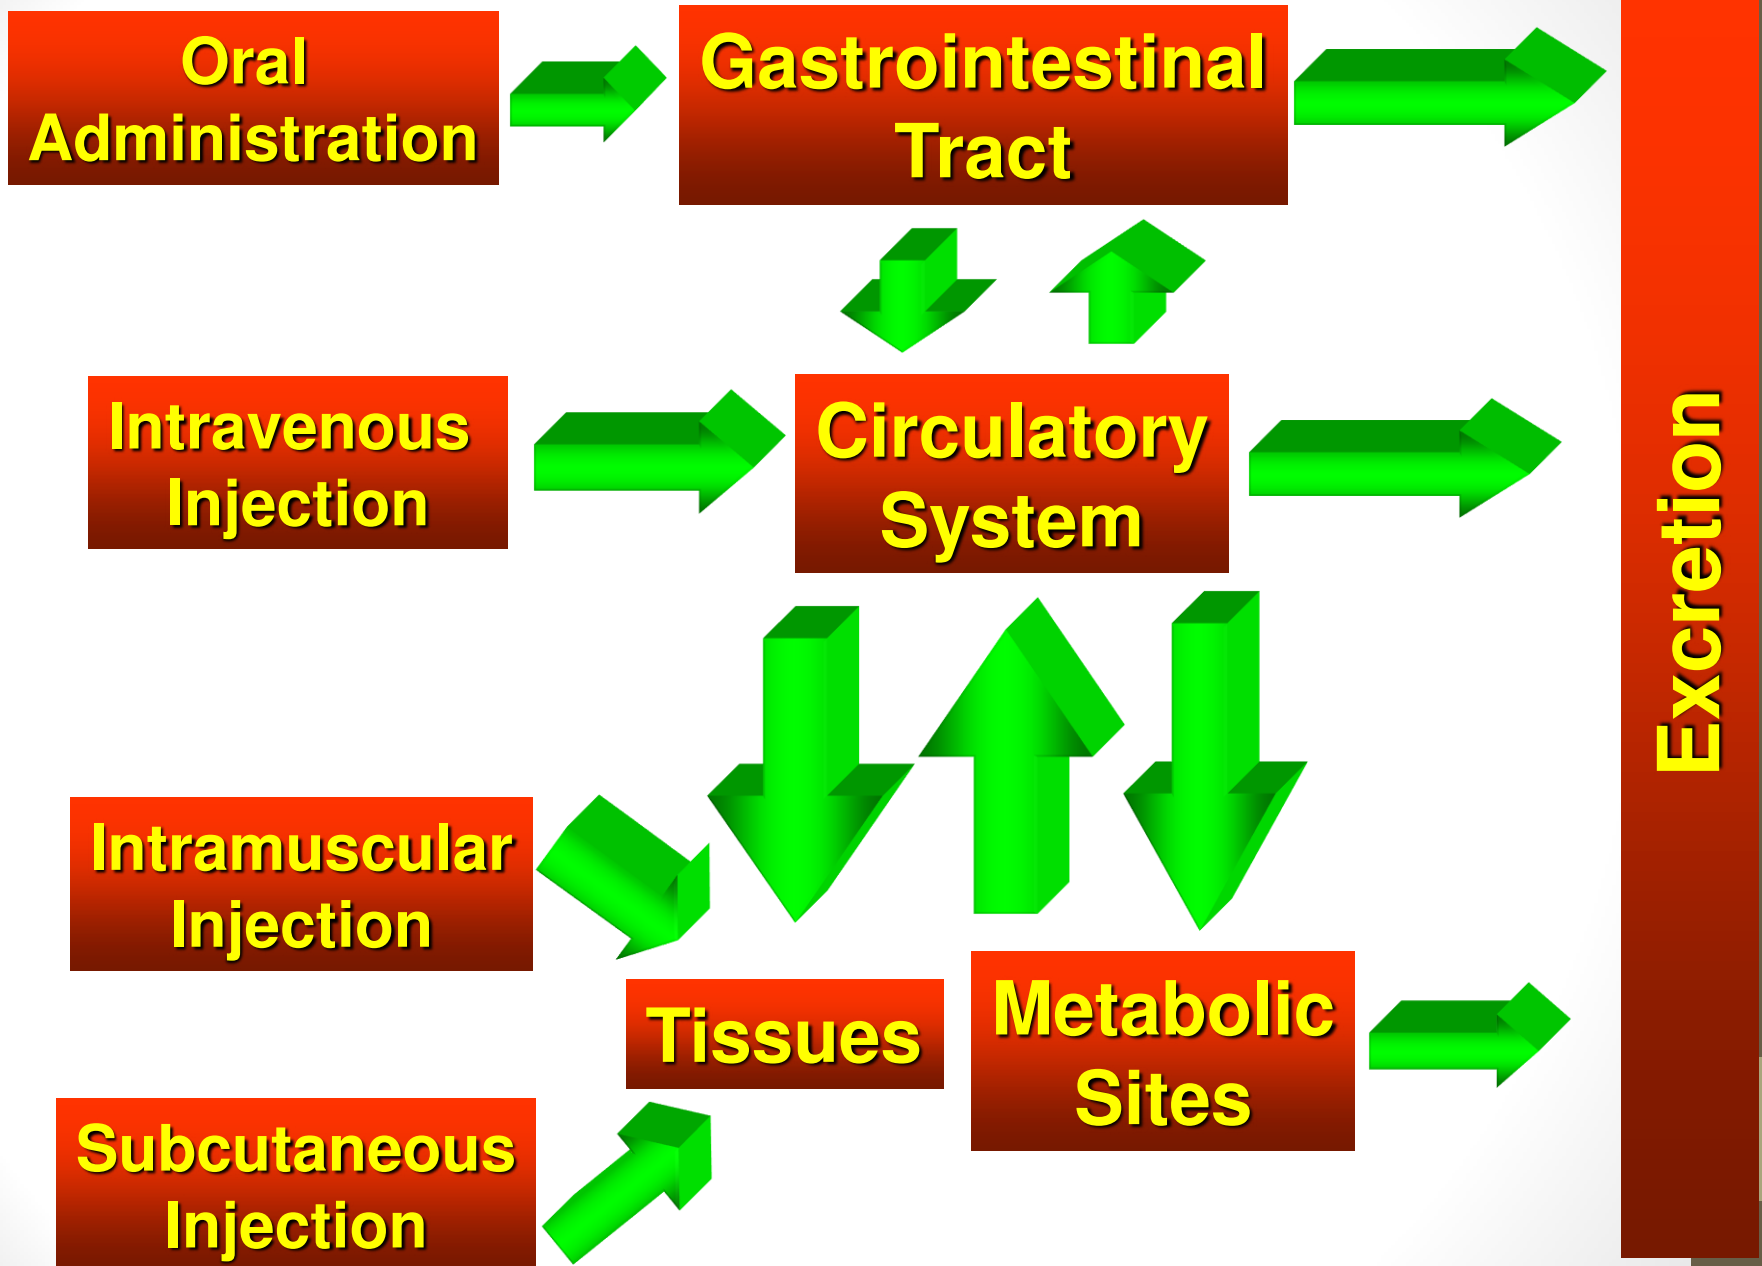 Oral
Administration
Gastrointestinal
Tract
Intravenous
Injection
Circulatory
System
Excretion
Intramuscular
Injection
Tissues
Metabolic
Sites
Subcutaneous
Injection